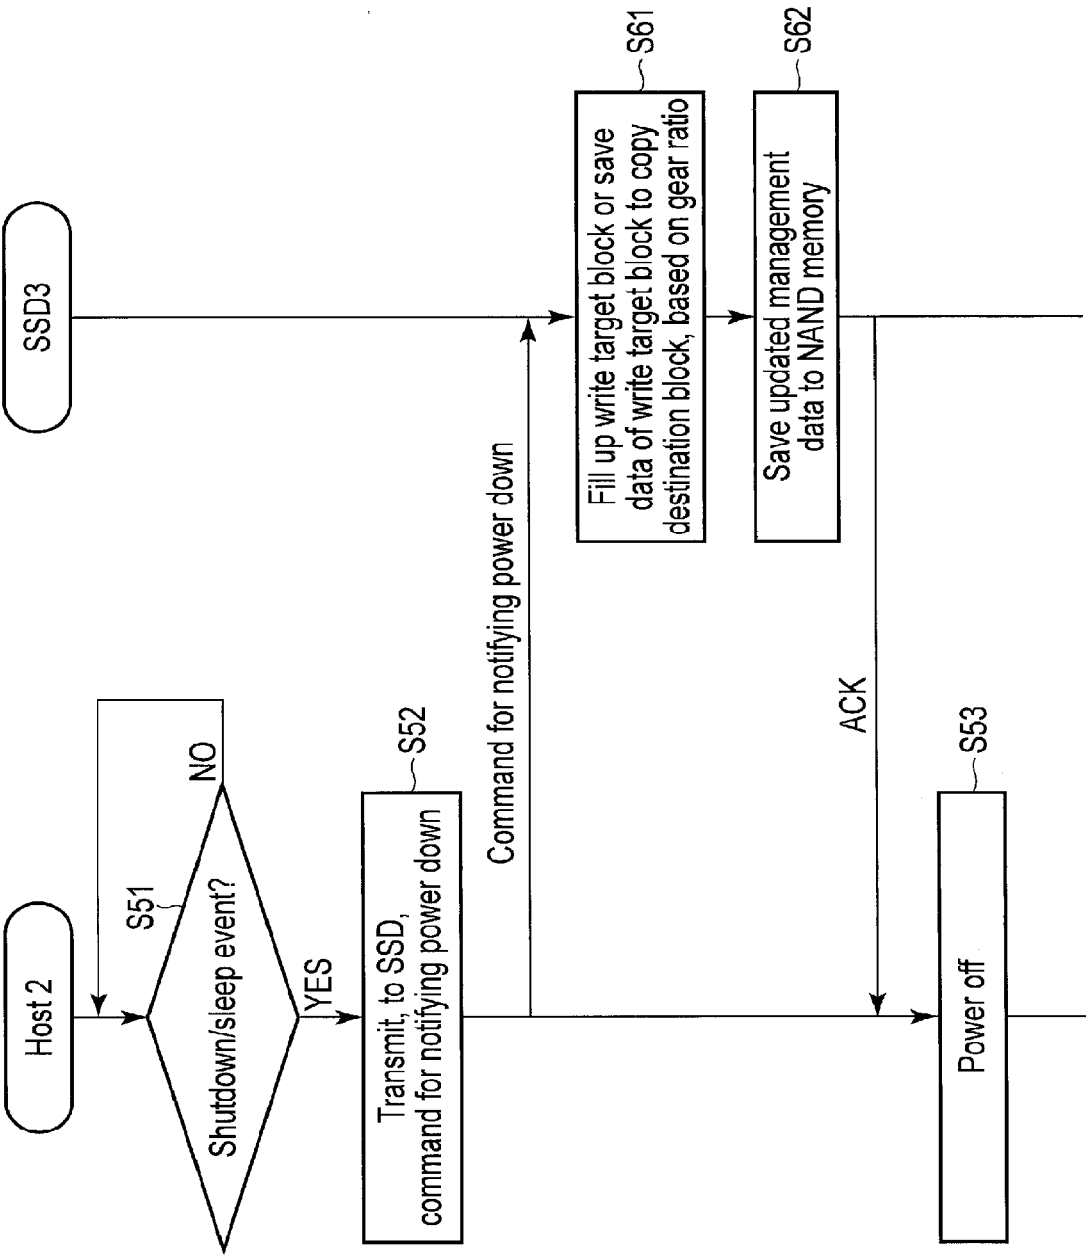 Host 2
SSD3
S51
Shutdown/sleep event?
NO
YES
S52
Transmit, to SSD,
command for notifying power down
Command for notifying power down
S61
Fill up write target block or save
data of write target block to copy
destination block, based on gear ratio
S62
Save updated management
data to NAND memory
ACK
S53
Power off